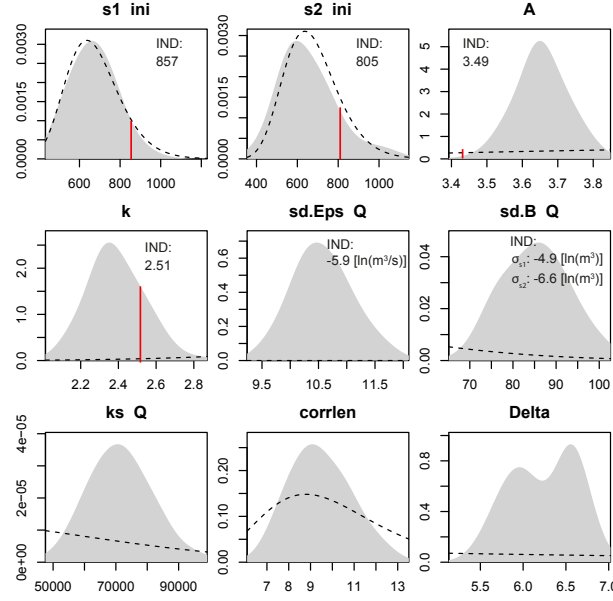 s1 ini s2 ini A
0.0000 0.0015 0.0030
IND:
857
600 800 1000
0.0000 0.0015 0.0030
IND:
805
400 600 800 1000
0 1 2 3 4 5
IND:
3.49
3.4 3.5 3.6 3.7 3.8
k sd.Eps Q sd.B Q
0.0 1.0 2.0
IND:
2.51
2.2 2.4 2.6 2.8
0.0 0.2 0.4 0.6
IND:
-5.9 [ln(m³/s)]
9.5 10.5 11.5
0.00 0.02 0.04
IND:
σs1: -4.9 [ln(m³)]
σs2: -6.6 [ln(m³)]
70 80 90 100
ks Q corrlen Delta
0e+00 2e-05 4e-05
50000 70000 90000
0.00 0.10 0.20
7 8 9 11 13
0.0 0.4 0.8
5.5 6.0 6.5 7.0